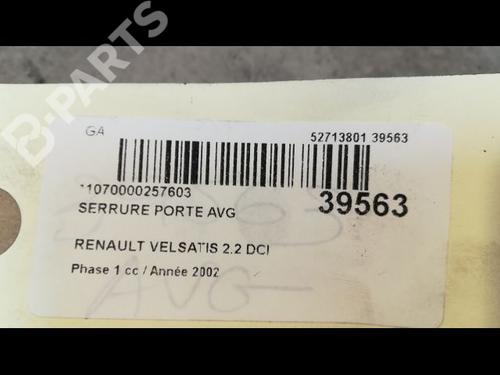 B-PARTS
GA
52713801 39563
11070000257603
SERRURE PORTE AVG
39563
RENAULT VELSATIS 2.2 DCI
Phase 1 cc / Année 2002
39563
AVG